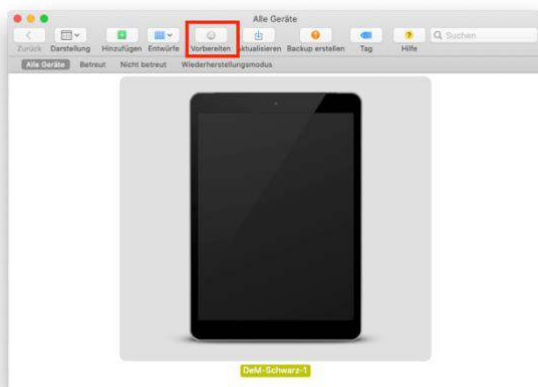 Alle Geräte
Zurück Darstellung Hinzufügen Entwürfe Vorbereiten Aktualisieren Backup erstellen Tag Hilfe Suchen
Alle Geräte Betreut Nicht betreut Wiederherstellungsmodus
DeM-Schwarz-1